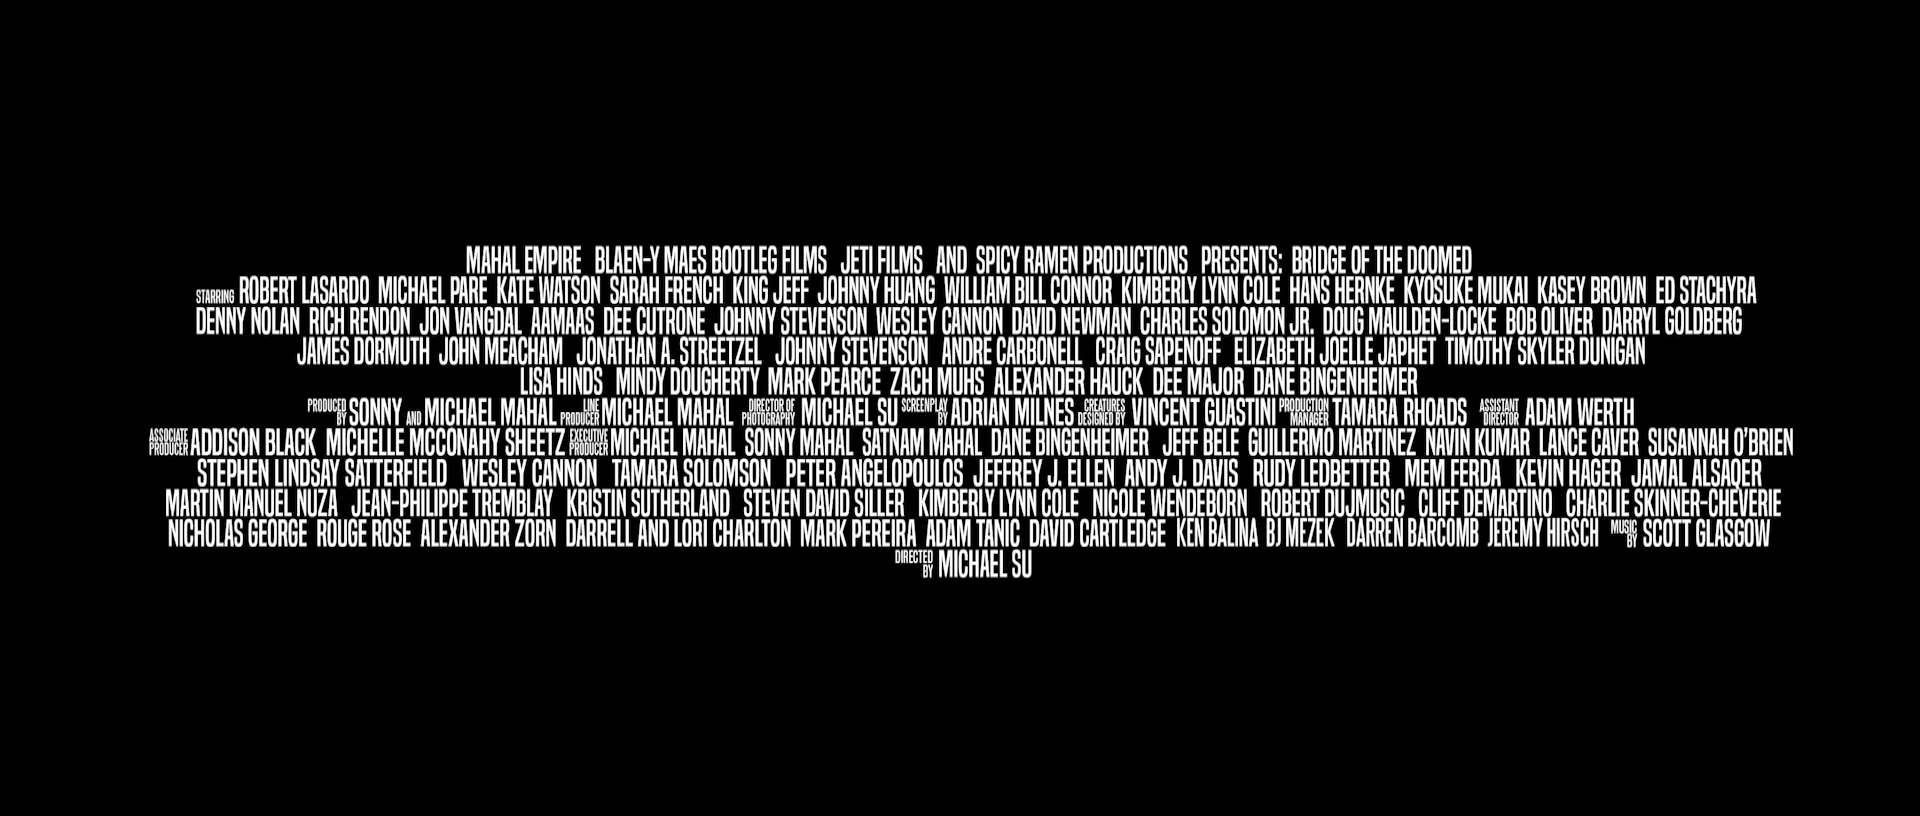 MAHAL EMPIRE BLAEN-Y MAES BOOTLEG FILMS JETI FILMS AND SPICY RAMEN PRODUCTIONS PRESENTS: BRIDGE OF THE DOOMED
STARRING ROBERT LASARDO MICHAEL PARE KATE WATSON SARAH FRENCH KING JEFF JOHNNY HUANG WILLIAM BILL CONNOR KIMBERLY LYNN COLE HANS HERNKE KYOSUKE MUKAI KASEY BROWN ED STACHYRA
DENNY NOLAN RICH RENDON JON VANGDAL AAMAAS DEE CUTRONE JOHNNY STEVENSON WESLEY CANNON DAVID NEWMAN CHARLES SOLOMON JR. DOUG MAULDEN-LOCKE BOB OLIVER DARRYL GOLDBERG
JAMES DORMUTH JOHN MEACHAM JONATHAN A. STREETZEL JOHNNY STEVENSON ANDRE CARBONELL CRAIG SAPENOFF ELIZABETH JOELLE JAPHET TIMOTHY SKYLER DUNIGAN
LISA HINDS MINDY DOUGHERTY MARK PEARCE ZACH MUHS ALEXANDER HAUCK DEE MAJOR DANE BINGENHEIMER
PRODUCED BY SONNY AND MICHAEL MAHAL LINE PRODUCER MICHAEL MAHAL DIRECTOR OF PHOTOGRAPHY MICHAEL SU SCREENPLAY BY ADRIAN MILNES CREATURES DESIGNED BY VINCENT GUASTINI PRODUCTION MANAGER TAMARA RHOADS ASSISTANT DIRECTOR ADAM WERTH
ASSOCIATE PRODUCER ADDISON BLACK MICHELLE MCCONAHY SHEETZ EXECUTIVE PRODUCER MICHAEL MAHAL SONNY MAHAL SATNAM MAHAL DANE BINGENHEIMER JEFF BELE GUILLERMO MARTINEZ NAVIN KUMAR LANCE CAVER SUSANNAH O'BRIEN
STEPHEN LINDSAY SATTERFIELD WESLEY CANNON TAMARA SOLOMSON PETER ANGELOPOULOS JEFFREY J. ELLEN ANDY J. DAVIS RUDY LEDBETTER MEM FERDA KEVIN HAGER JAMAL ALSAQER
MARTIN MANUEL NUZA JEAN-PHILIPPE TREMBLAY KRISTIN SUTHERLAND STEVEN DAVID SILLER KIMBERLY LYNN COLE NICOLE WENDEBORN ROBERT DUJMUSIC CLIFF DEMARTINO CHARLIE SKINNER-CHEVERIE
NICHOLAS GEORGE ROUGE ROSE ALEXANDER ZORN DARRELL AND LORI CHARLTON MARK PEREIRA ADAM TANIC DAVID CARTLEDGE KEN BALINA BJ MEZEK DARREN BARCOMB JEREMY HIRSCH MUSIC BY SCOTT GLASGOW
DIRECTED BY MICHAEL SU